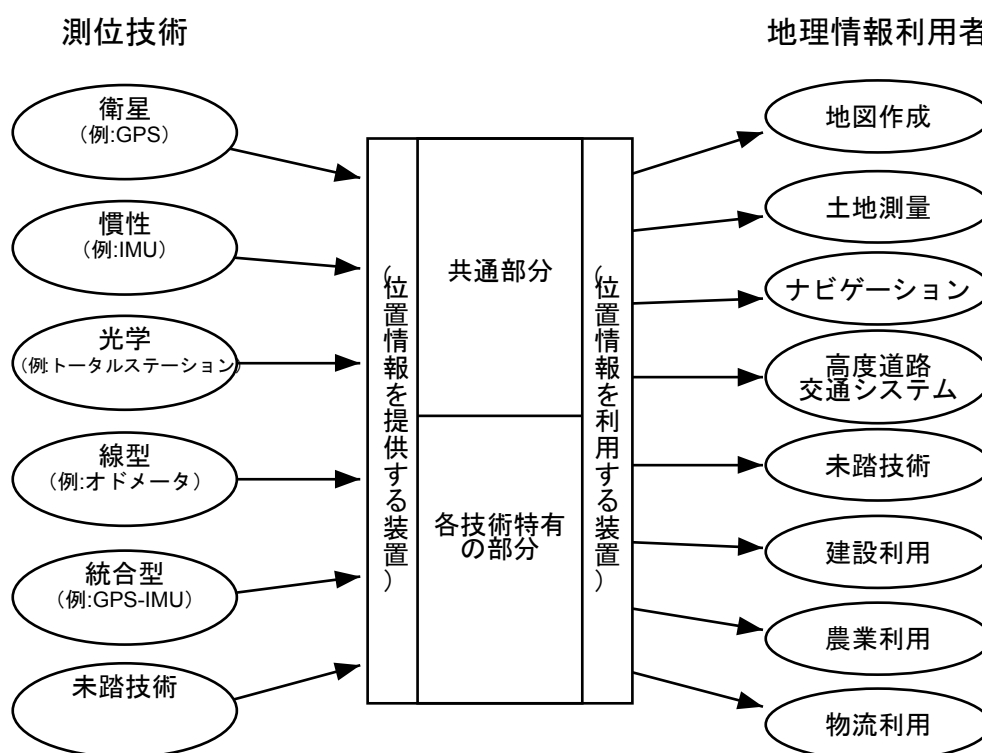 測位技術
地理情報利用者
衛星
(例:GPS)
慣性
(例:IMU)
光学
(例:トータルステーション)
線型
(例:オドメータ)
統合型
(例:GPS-IMU)
未踏技術
(位置情報を提供する装置)
共通部分
各技術特有
の部分
(位置情報を利用する装置)
地図作成
土地測量
ナビゲーション
高度道路
交通システム
未踏技術
建設利用
農業利用
物流利用